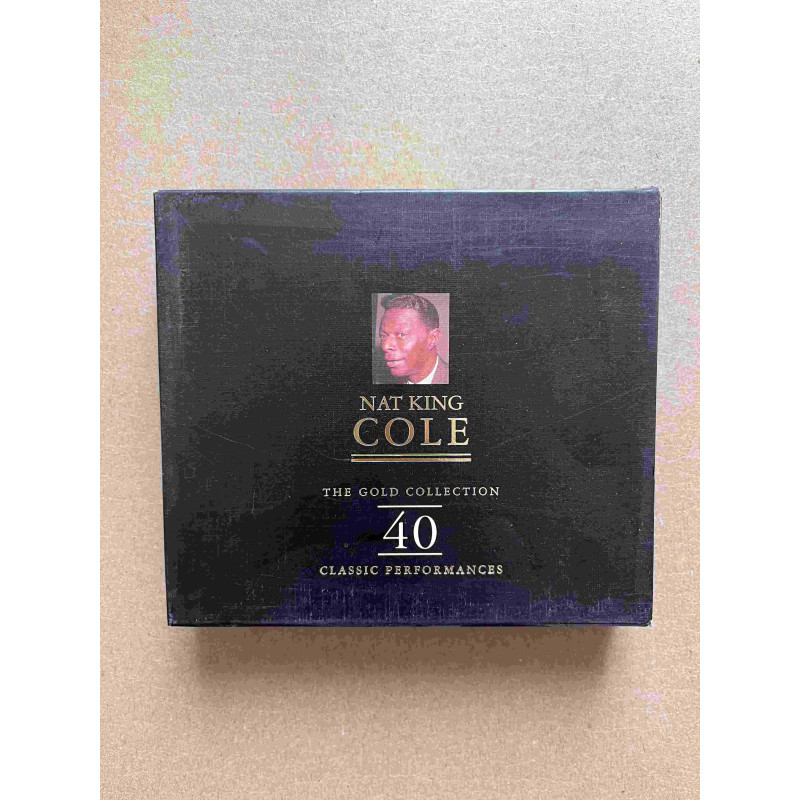 NAT KING
COLE
THE GOLD COLLECTION
40
CLASSIC PERFORMANCES